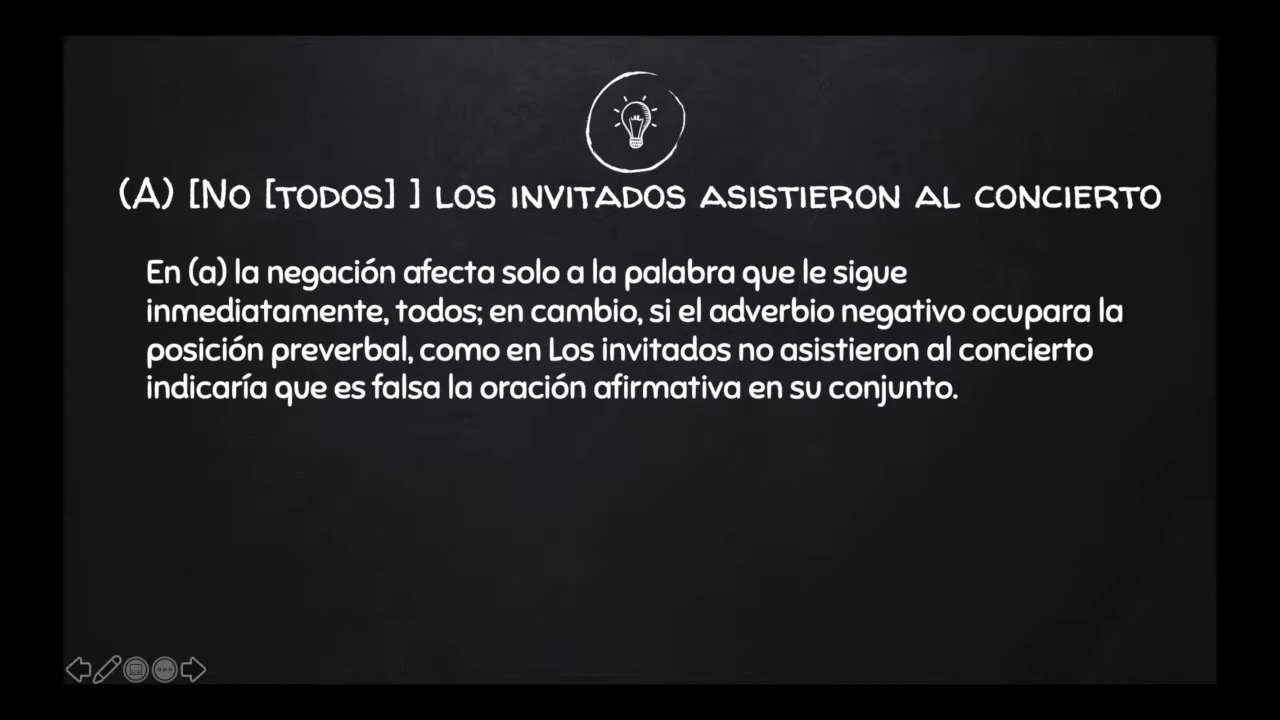 (A) [No [TODOS] ] LOS INVITADOS ASISTIERON AL CONCIERTO
En (a) la negación afecta solo a la palabra que le sigue
inmediatamente, todos; en cambio, si el adverbio negativo ocupara la
posición preverbal, como en Los invitados no asistieron al concierto
indicaría que es falsa la oración afirmativa en su conjunto.